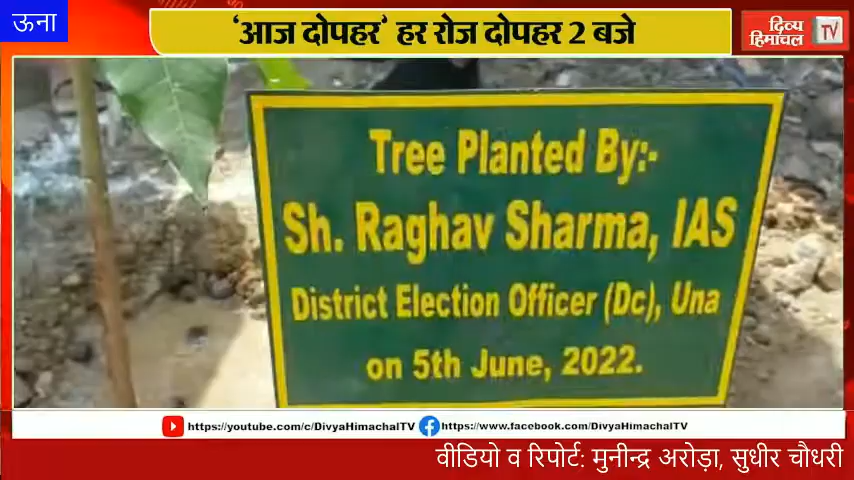 ऊना
‘आज दोपहर‘ हर रोज दोपहर 2 बजे
दिव्य
हिमाचल TV
Tree Planted By:-
Sh. Raghav Sharma, IAS
District Election Officer (Dc), Una
on 5th June, 2022.
https://youtube.com/c/DivyaHimachalTV https://www.facebook.com/DivyaHimachalTV
वीडियो व रिपोर्ट: मुनीन्द्र अरोड़ा, सुधीर चौधरी